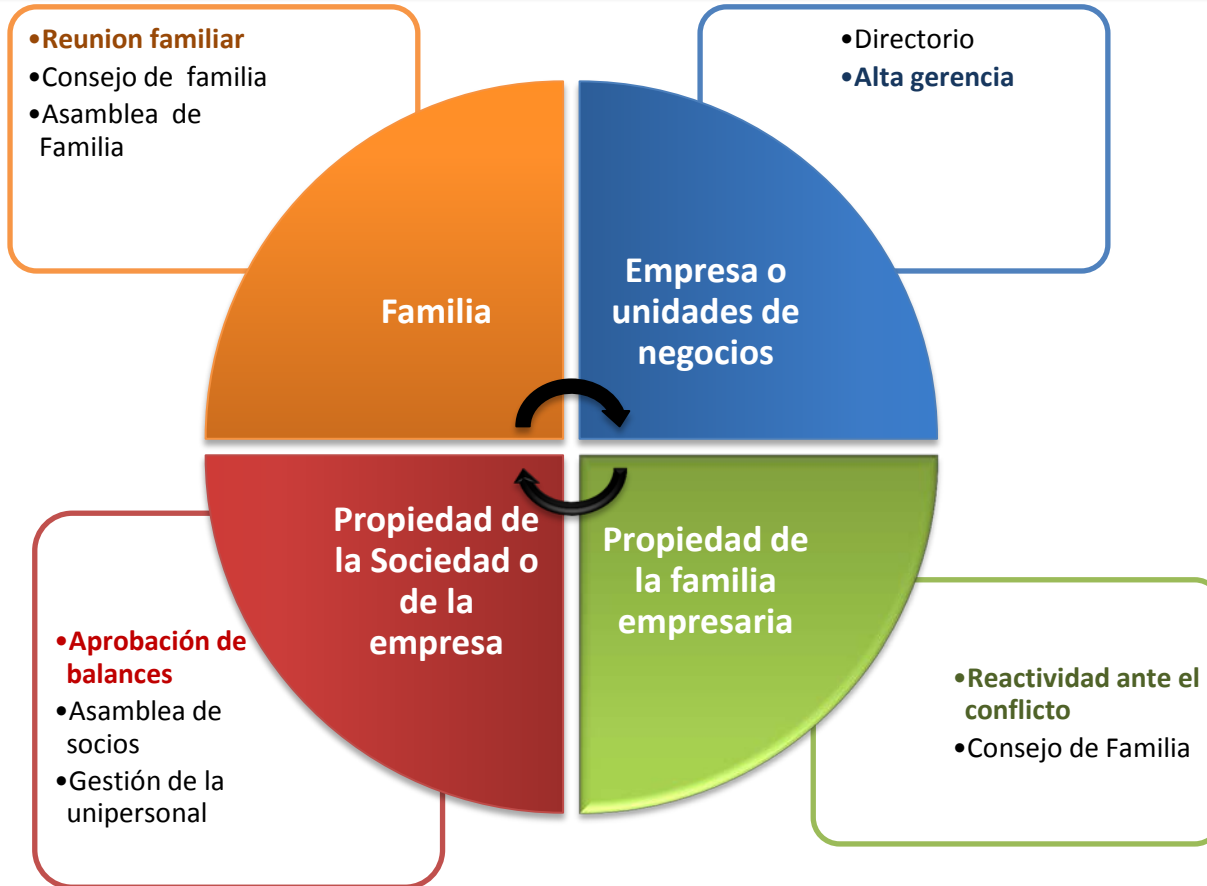 •Reunion familiar
•Consejo de familia
•Asamblea de
Familia
•Directorio
•Alta gerencia
Familia
Empresa o
unidades de
negocios
Propiedad de
la Sociedad o
de la
empresa
Propiedad de
la familia
empresaria
•Aprobación de
balances
•Asamblea de
socios
•Gestión de la
unipersonal
•Reactividad ante el
conflicto
•Consejo de Familia